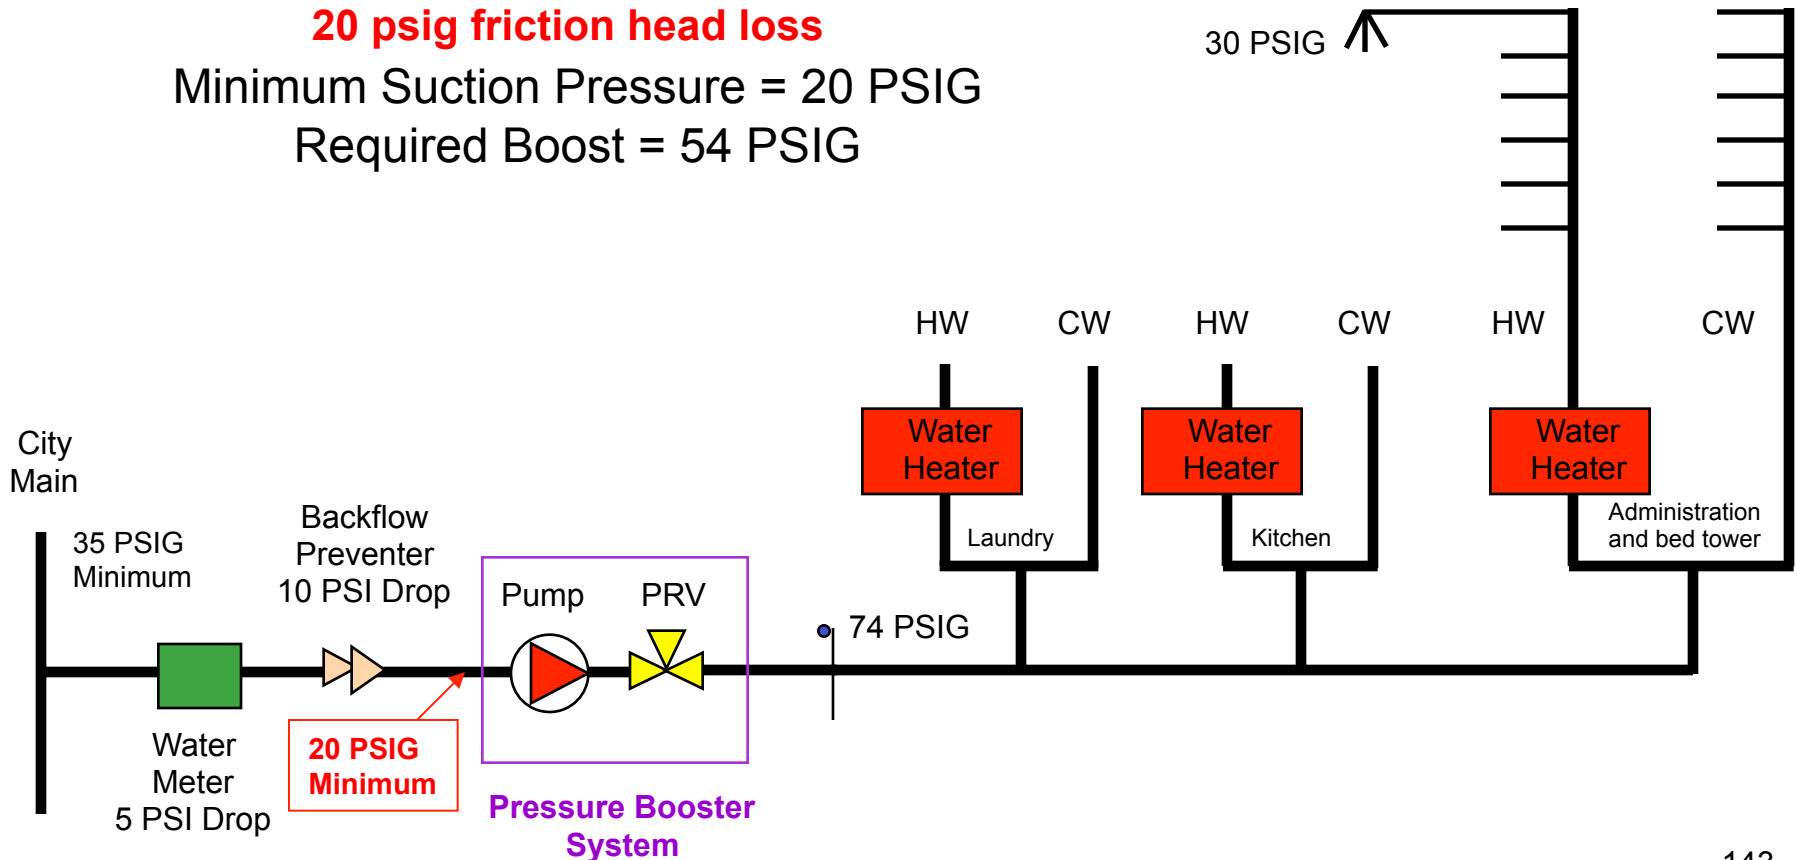 20 psig friction head loss
Minimum Suction Pressure = 20 PSIG
Required Boost = 54 PSIG
30 PSIG
HW
CW
HW
CW
HW
CW
Water
Heater
Water
Heater
Water
Heater
Laundry
Kitchen
Administration
and bed tower
City
Main
35 PSIG
Minimum
Backflow
Preventer
10 PSI Drop
Pump
PRV
74 PSIG
Water
Meter
5 PSI Drop
20 PSIG
Minimum
Pressure Booster
System